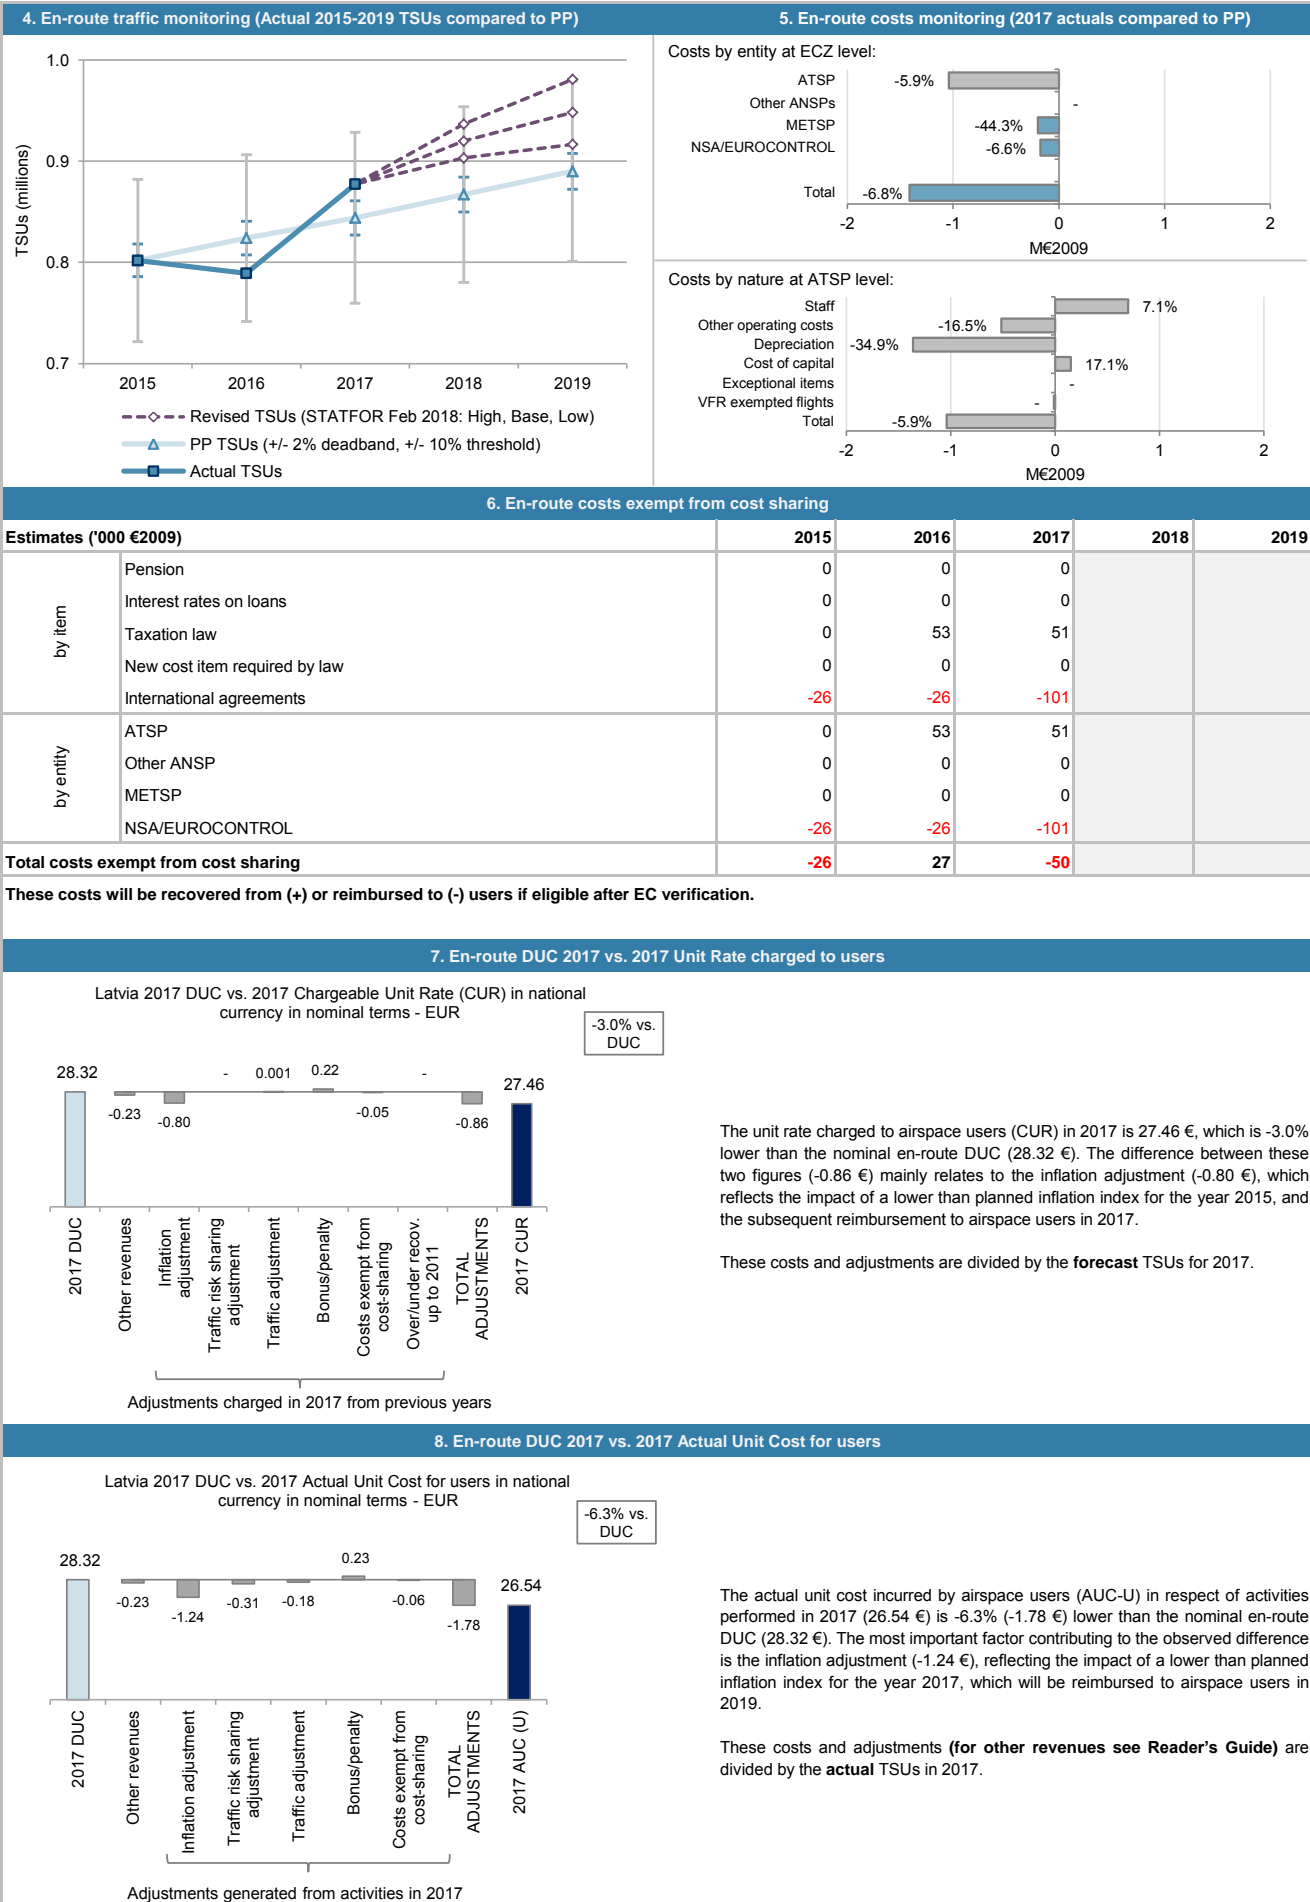 4. En-route traffic monitoring (Actual 2015-2019 TSUs compared to PP)
TSUs (millions)
1.0
0.9
0.8
0.7
2015 2016 2017 2018 2019
Revised TSUs (STATFOR Feb 2018: High, Base, Low)
PP TSUs (+/- 2% deadband, +/- 10% threshold)
Actual TSUs
5. En-route costs monitoring (2017 actuals compared to PP)
Costs by entity at ECZ level:
ATSP -5.9%
Other ANSPs -
METSP -44.3%
NSA/EUROCONTROL -6.6%
Total -6.8%
-2 -1 0 1 2
M€2009
Costs by nature at ATSP level:
Staff 7.1%
Other operating costs -16.5%
Depreciation -34.9%
Cost of capital 17.1%
Exceptional items -
VFR exempted flights -
Total -5.9%
-2 -1 0 1 2
M€2009
6. En-route costs exempt from cost sharing
Estimates ('000 €2009) 2015 2016 2017 2018 2019
by item
Pension 0 0 0
Interest rates on loans 0 0 0
Taxation law 0 53 51
New cost item required by law 0 0 0
International agreements -26 -26 -101
by entity
ATSP 0 53 51
Other ANSP 0 0 0
METSP 0 0 0
NSA/EUROCONTROL -26 -26 -101
Total costs exempt from cost sharing -26 27 -50
These costs will be recovered from (+) or reimbursed to (-) users if eligible after EC verification.
7. En-route DUC 2017 vs. 2017 Unit Rate charged to users
Latvia 2017 DUC vs. 2017 Chargeable Unit Rate (CUR) in national
currency in nominal terms - EUR
-3.0% vs.
DUC
28.32 -0.23 -0.80 - 0.001 0.22 -0.05 - -0.86 27.46
2017 DUC
Other revenues
Inflation
adjustment
Traffic risk sharing
adjustment
Traffic adjustment
Bonus/penalty
Costs exempt from
cost-sharing
Over/under recov.
up to 2011
TOTAL
ADJUSTMENTS
2017 CUR
Adjustments charged in 2017 from previous years
The unit rate charged to airspace users (CUR) in 2017 is 27.46 €, which is -3.0%
lower than the nominal en-route DUC (28.32 €). The difference between these
two figures (-0.86 €) mainly relates to the inflation adjustment (-0.80 €), which
reflects the impact of a lower than planned inflation index for the year 2015, and
the subsequent reimbursement to airspace users in 2017.
These costs and adjustments are divided by the forecast TSUs for 2017.
8. En-route DUC 2017 vs. 2017 Actual Unit Cost for users
Latvia 2017 DUC vs. 2017 Actual Unit Cost for users in national
currency in nominal terms - EUR
-6.3% vs.
DUC
28.32 -0.23 -1.24 -0.31 -0.18 0.23 -0.06 -1.78 26.54
2017 DUC
Other revenues
Inflation adjustment
Traffic risk sharing
adjustment
Traffic adjustment
Bonus/penalty
Costs exempt from
cost-sharing
TOTAL
ADJUSTMENTS
2017 AUC (U)
Adjustments generated from activities in 2017
The actual unit cost incurred by airspace users (AUC-U) in respect of activities
performed in 2017 (26.54 €) is -6.3% (-1.78 €) lower than the nominal en-route
DUC (28.32 €). The most important factor contributing to the observed difference
is the inflation adjustment (-1.24 €), reflecting the impact of a lower than planned
inflation index for the year 2017, which will be reimbursed to airspace users in
2019.
These costs and adjustments (for other revenues see Reader's Guide) are
divided by the actual TSUs in 2017.